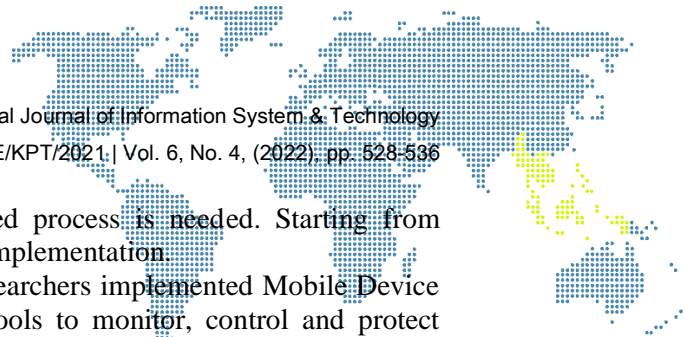 al Journal of Information System & Technology
E/KPT/2021 | Vol. 6, No. 4, (2022), pp. 528-536
ed process is needed. Starting from
mplementation.
earchers implemented Mobile Device
ools to monitor, control and protect